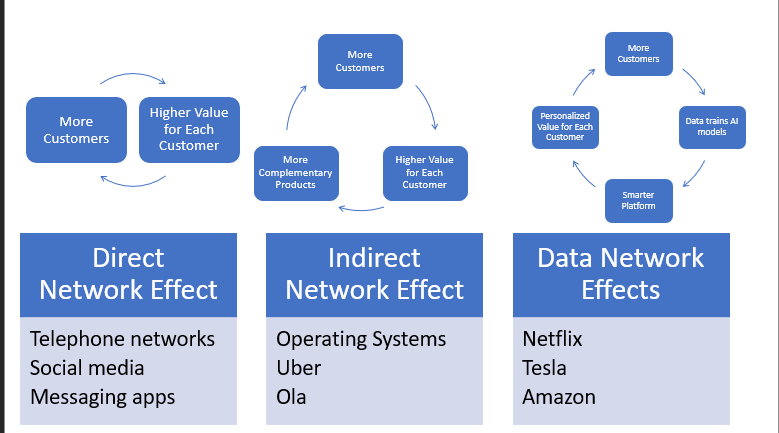 More
Customers
Higher Value
for Each
Customer
More
Customers
Higher Value
for Each
Customer
More
Complementary
Products
More
Customers
Data trains AI
models
Smarter
Platform
Personalized
Value for Each
Customer
Direct
Network Effect
Telephone networks
Social media
Messaging apps
Indirect
Network Effect
Operating Systems
Uber
Ola
Data Network
Effects
Netflix
Tesla
Amazon